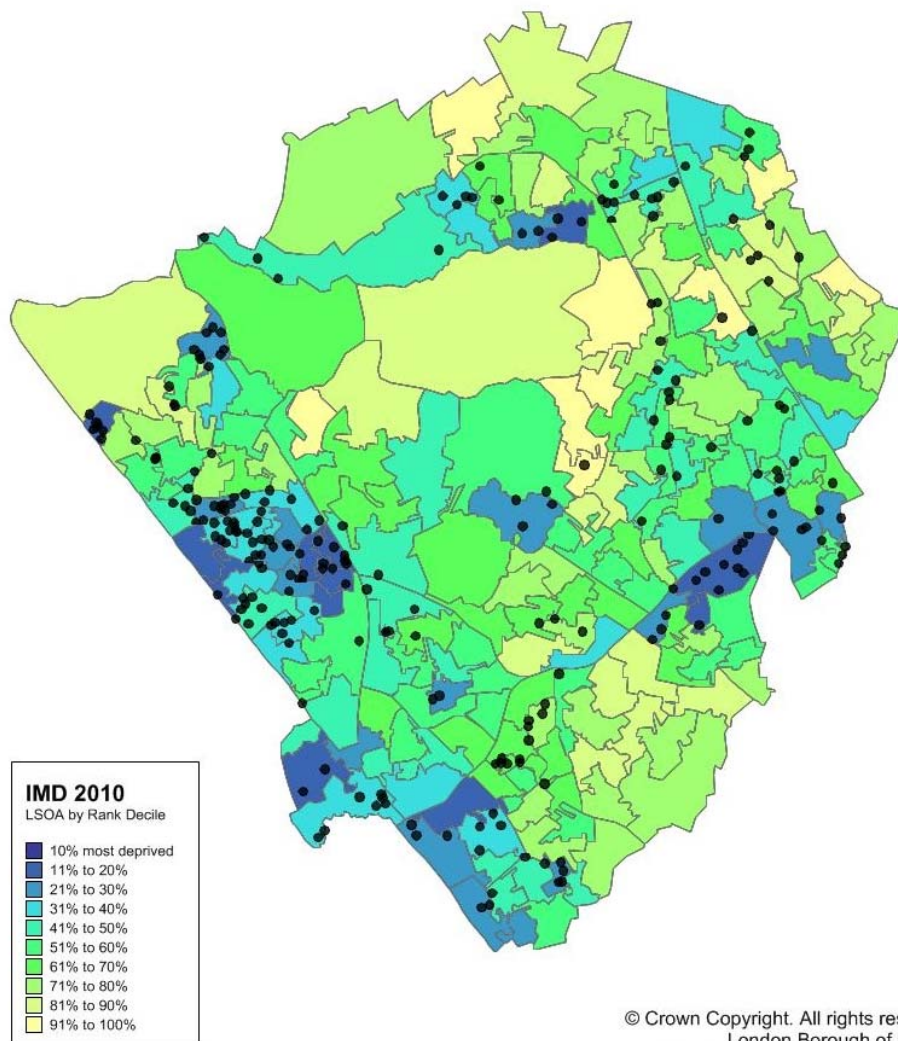 IMD 2010
LSOA by Rank Decile
10% most deprived
11% to 20%
21% to 30%
31% to 40%
41% to 50%
51% to 60%
61% to 70%
71% to 80%
81% to 90%
91% to 100%
© Crown Copyright. All rights res
London Borough of